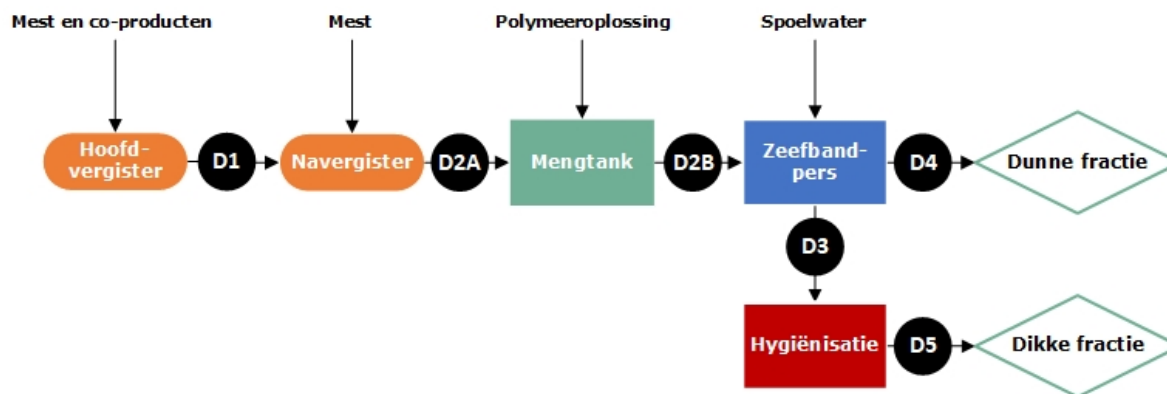 Mest en co-producten
Mest
Polymeeroplossing
Spoelwater
Hoofd-
vergister
D1
Navergister
D2A
Mengtank
D2B
Zeefband-
pers
D4
Dunne fractie
D3
Hygiënisatie
D5
Dikke fractie